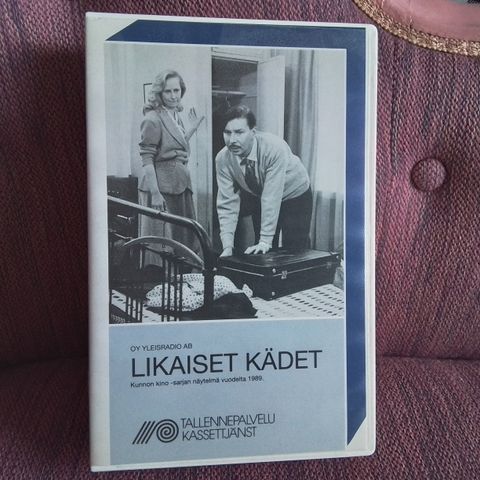 OY YLEISRADIO AB
LIKAISET KÄDET
Kunnon kino -sarjan näytelmä vuodelta 1989.
TALLENNEPALVELU
KASSETTJÄNST